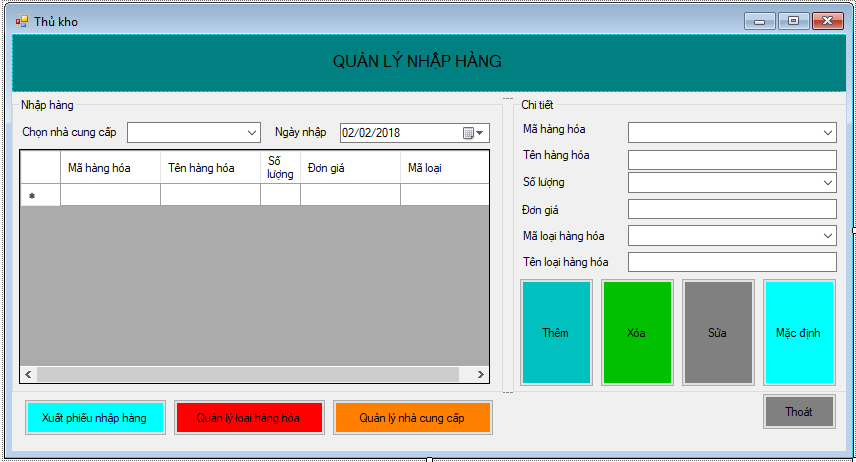 Thủ kho
QUẢN LÝ NHẬP HÀNG
Nhập hàng
Chọn nhà cung cấp
Ngày nhập
02/02/2018
Mã hàng hóa
Tên hàng hóa
Số
lượng
Đơn giá
Mã loại
Chi tiết
Mã hàng hóa
Tên hàng hóa
Số lượng
Đơn giá
Mã loại hàng hóa
Tên loại hàng hóa
Thêm
Xóa
Sửa
Mặc định
Xuất phiếu nhập hàng
Quản lý loại hàng hóa
Quản lý nhà cung cấp
Thoát